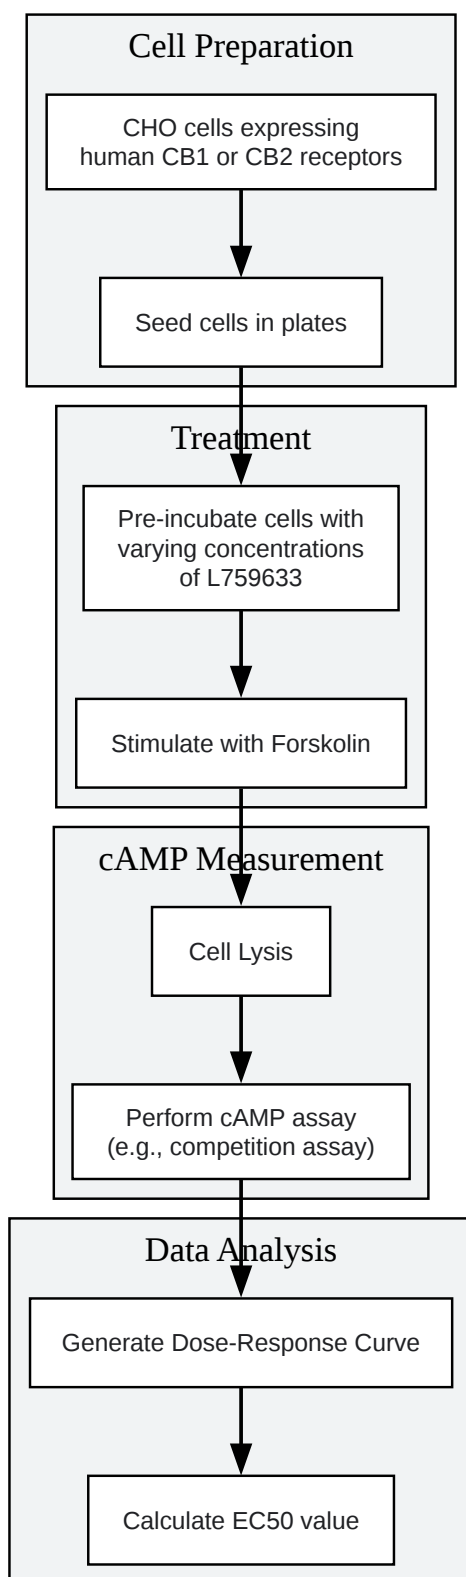 Cell Preparation
CHO cells expressing
human CB1 or CB2 receptors
Seed cells in plates
Treatment
Pre-incubate cells with
varying concentrations
of L759633
Stimulate with Forskolin
cAMP Measurement
Cell Lysis
Perform cAMP assay
(e.g., competition assay)
Data Analysis
Generate Dose-Response Curve
Calculate EC50 value